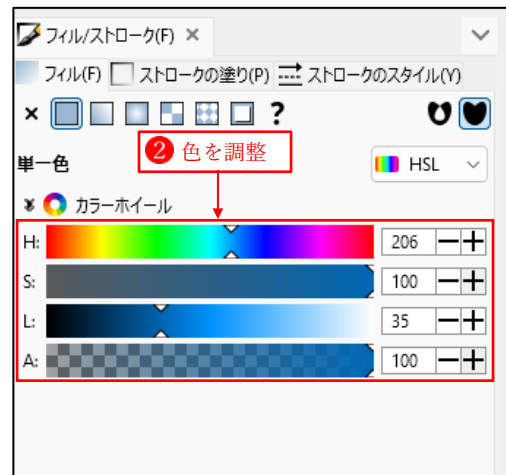 フィル/ストローク(F) ×
フィル(F) ストロークの塗り(P) ストロークのスタイル(Y)
× ?
❷ 色を調整
単一色 HSL
カラーホイール
H: 206
S: 100
L: 35
A: 100